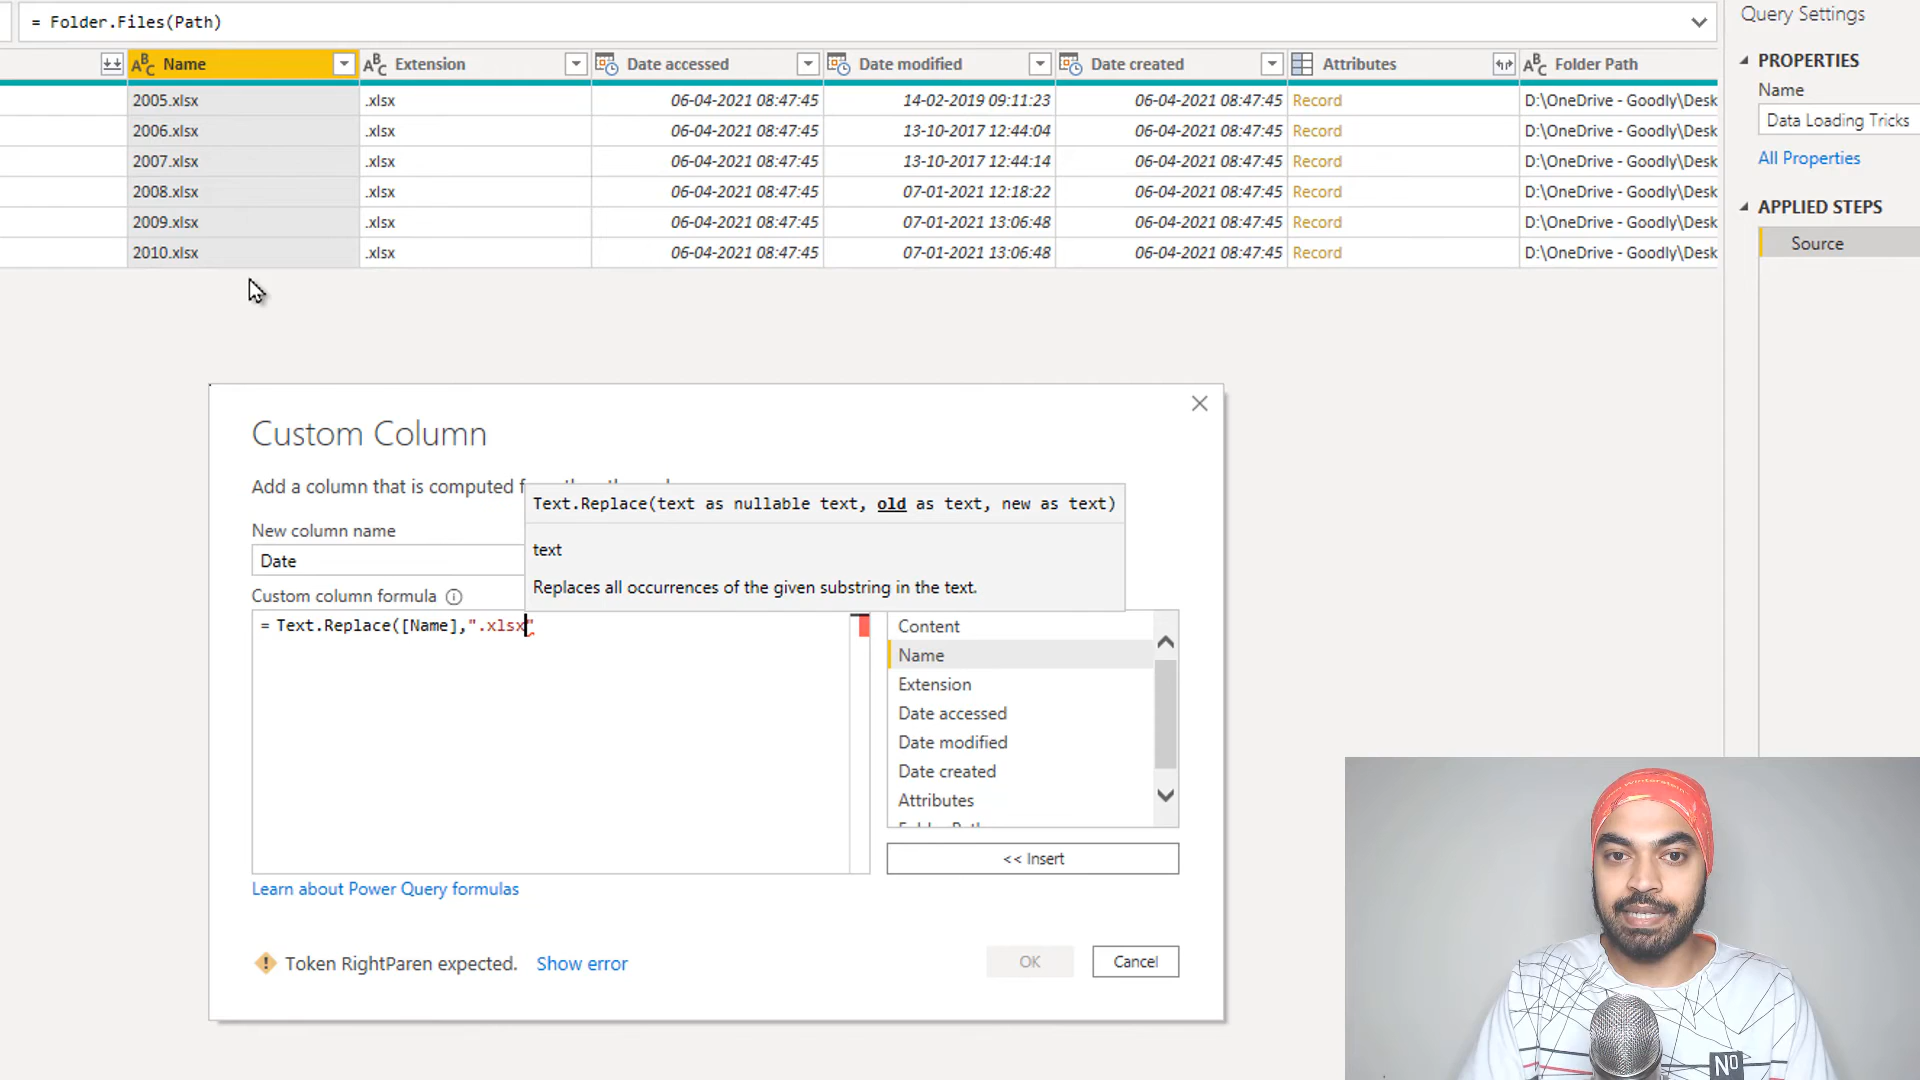 = Folder.Files(Path)
Query Settings
Name
Extension
Date accessed
Date modified
Date created
Attributes
Folder Path
2005.xlsx .xlsx 06-04-2021 08:47:45 14-02-2019 09:11:23 06-04-2021 08:47:45 Record D:\OneDrive - Goodly\Desk
2006.xlsx .xlsx 06-04-2021 08:47:45 13-10-2017 12:44:04 06-04-2021 08:47:45 Record D:\OneDrive - Goodly\Desk
2007.xlsx .xlsx 06-04-2021 08:47:45 13-10-2017 12:44:14 06-04-2021 08:47:45 Record D:\OneDrive - Goodly\Desk
2008.xlsx .xlsx 06-04-2021 08:47:45 07-01-2021 12:18:22 06-04-2021 08:47:45 Record D:\OneDrive - Goodly\Desk
2009.xlsx .xlsx 06-04-2021 08:47:45 07-01-2021 13:06:48 06-04-2021 08:47:45 Record D:\OneDrive - Goodly\Desk
2010.xlsx .xlsx 06-04-2021 08:47:45 07-01-2021 13:06:48 06-04-2021 08:47:45 Record D:\OneDrive - Goodly\Desk
PROPERTIES
Name
Data Loading Tricks
All Properties
APPLIED STEPS
Source
Custom Column
Add a column that is computed
Text.Replace(text as nullable text, old as text, new as text)
text
Replaces all occurrences of the given substring in the text.
New column name
Date
Custom column formula
= Text.Replace([Name],".xlsx"
Content
Name
Extension
Date accessed
Date modified
Date created
Attributes
<< Insert
Learn about Power Query formulas
Token RightParen expected. Show error
OK
Cancel
NO